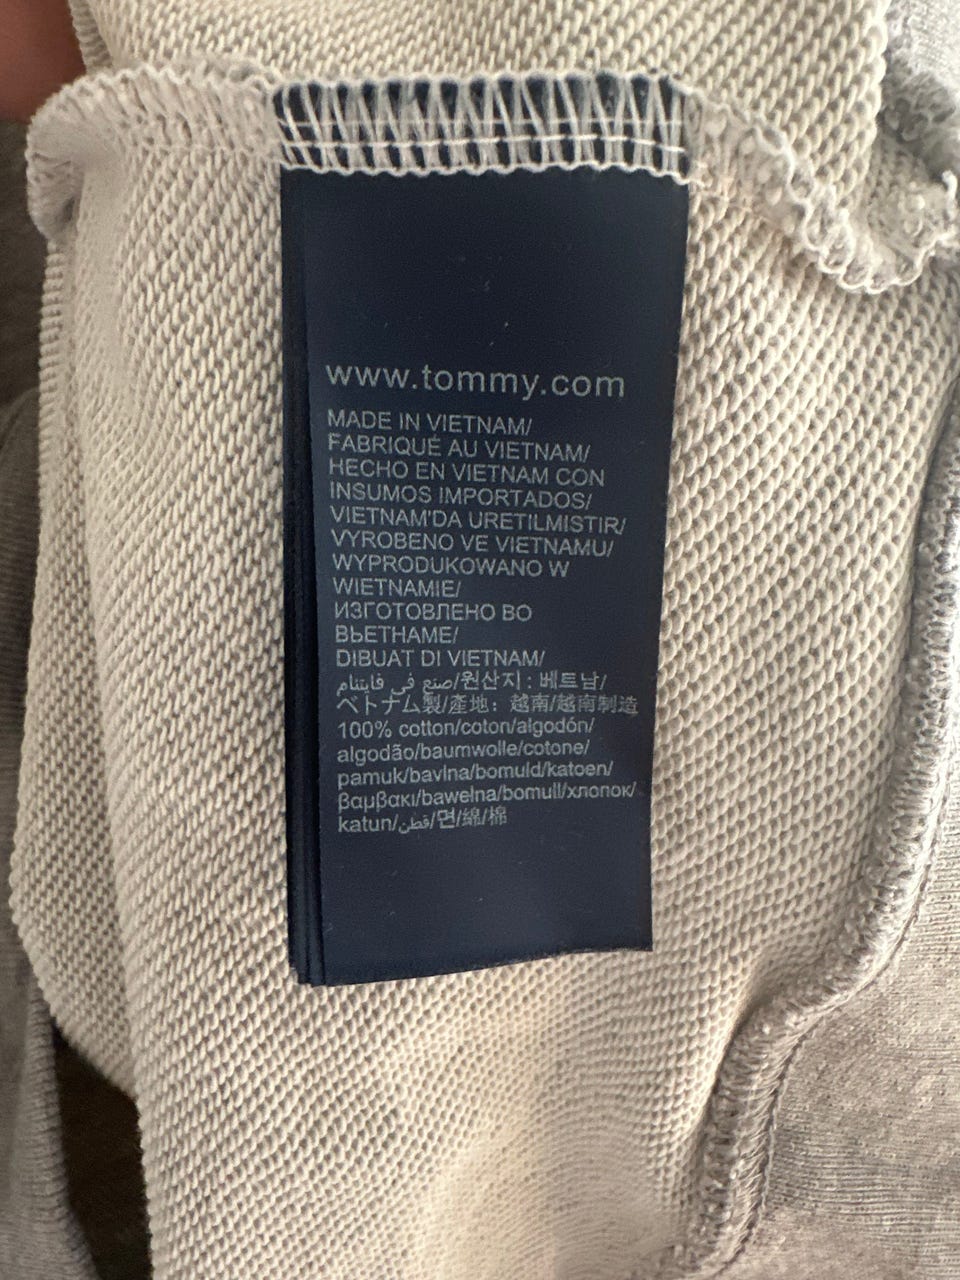 www.tommy.com
MADE IN VIETNAM/
FABRIQUÉ AU VIETNAM/
HECHO EN VIETNAM CON
INSUMOS IMPORTADOS/
VIETNAM'DA URETILMISTIR/
VYROBENO VE VIETNAMU/
WYPRODUKOWANO W
WIETNAMIE/
ИЗГОТОВЛЕНО ВО
ВЬЕТНАМЕ/
DIBUAT DI VIETNAM/
صنع في فايتنام/원산지 : 베트남/
ベトナム製/產地：越南/越南制造
100% cotton/coton/algodón/
algodão/baumwolle/cotone/
pamuk/bavlna/bomuld/katoen/
βαμβακι/bawełna/bomull/хлопок/
katun/قطن/면/綿/棉